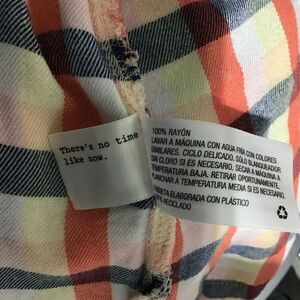 There's no time
like now.
100% RAYÓN
LAVAR A MÁQUINA CON AGUA FRÍA CON COLORES
SIMILARES. CICLO DELICADO. SÓLO BLANQUEADOR
SIN CLORO SI ES NECESARIO. SECAR A MÁQUINA A
TEMPERATURA BAJA. RETIRAR OPORTUNAMENTE.
PLANCHAR A TEMPERATURA MEDIA SI ES NECESARIO.
ETIQUETA ELABORADA CON PLÁSTICO
RECICLADO